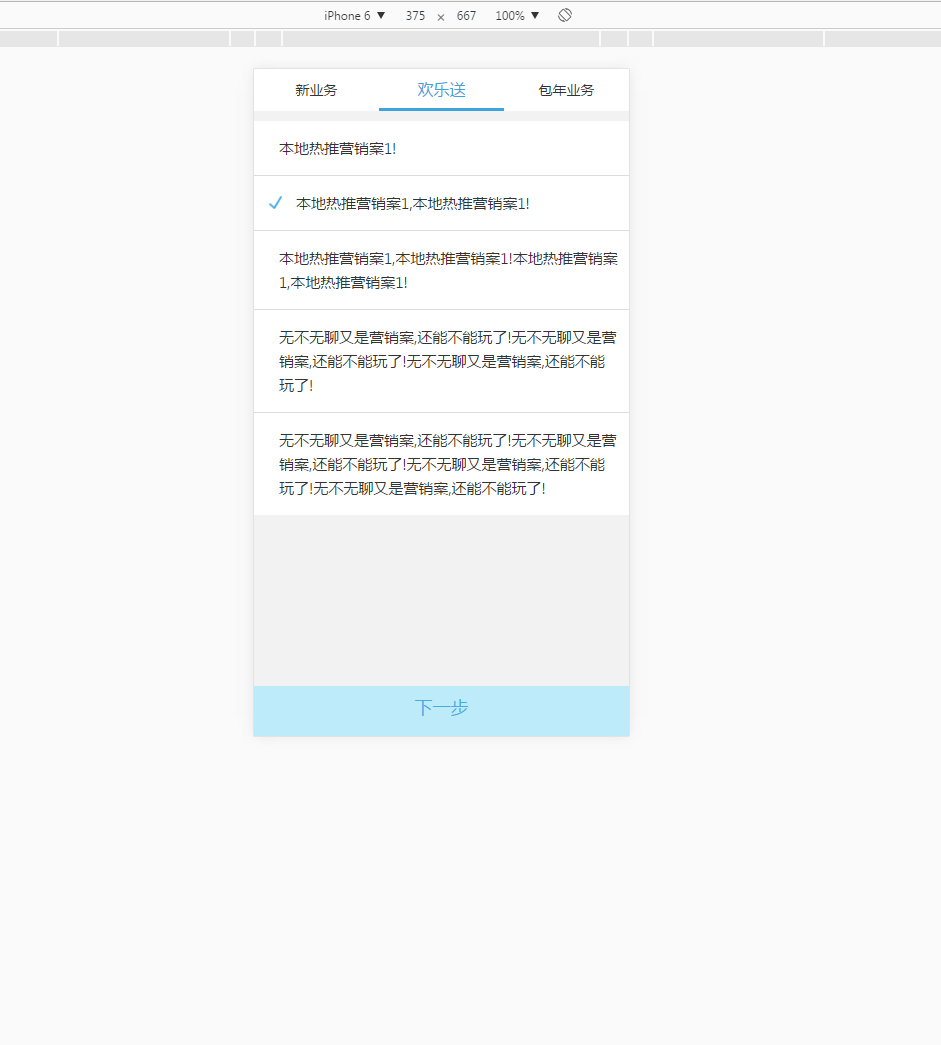 iPhone 6 ▼ 375 × 667 100% ▼
新业务 欢乐送 包年业务
本地热推营销案1!
本地热推营销案1,本地热推营销案1!
本地热推营销案1,本地热推营销案1!本地热推营销案
1,本地热推营销案1!
无不无聊又是营销案,还能不能玩了!无不无聊又是营
销案,还能不能玩了!无不无聊又是营销案,还能不能
玩了!
无不无聊又是营销案,还能不能玩了!无不无聊又是营
销案,还能不能玩了!无不无聊又是营销案,还能不能
玩了!无不无聊又是营销案,还能不能玩了!
下一步